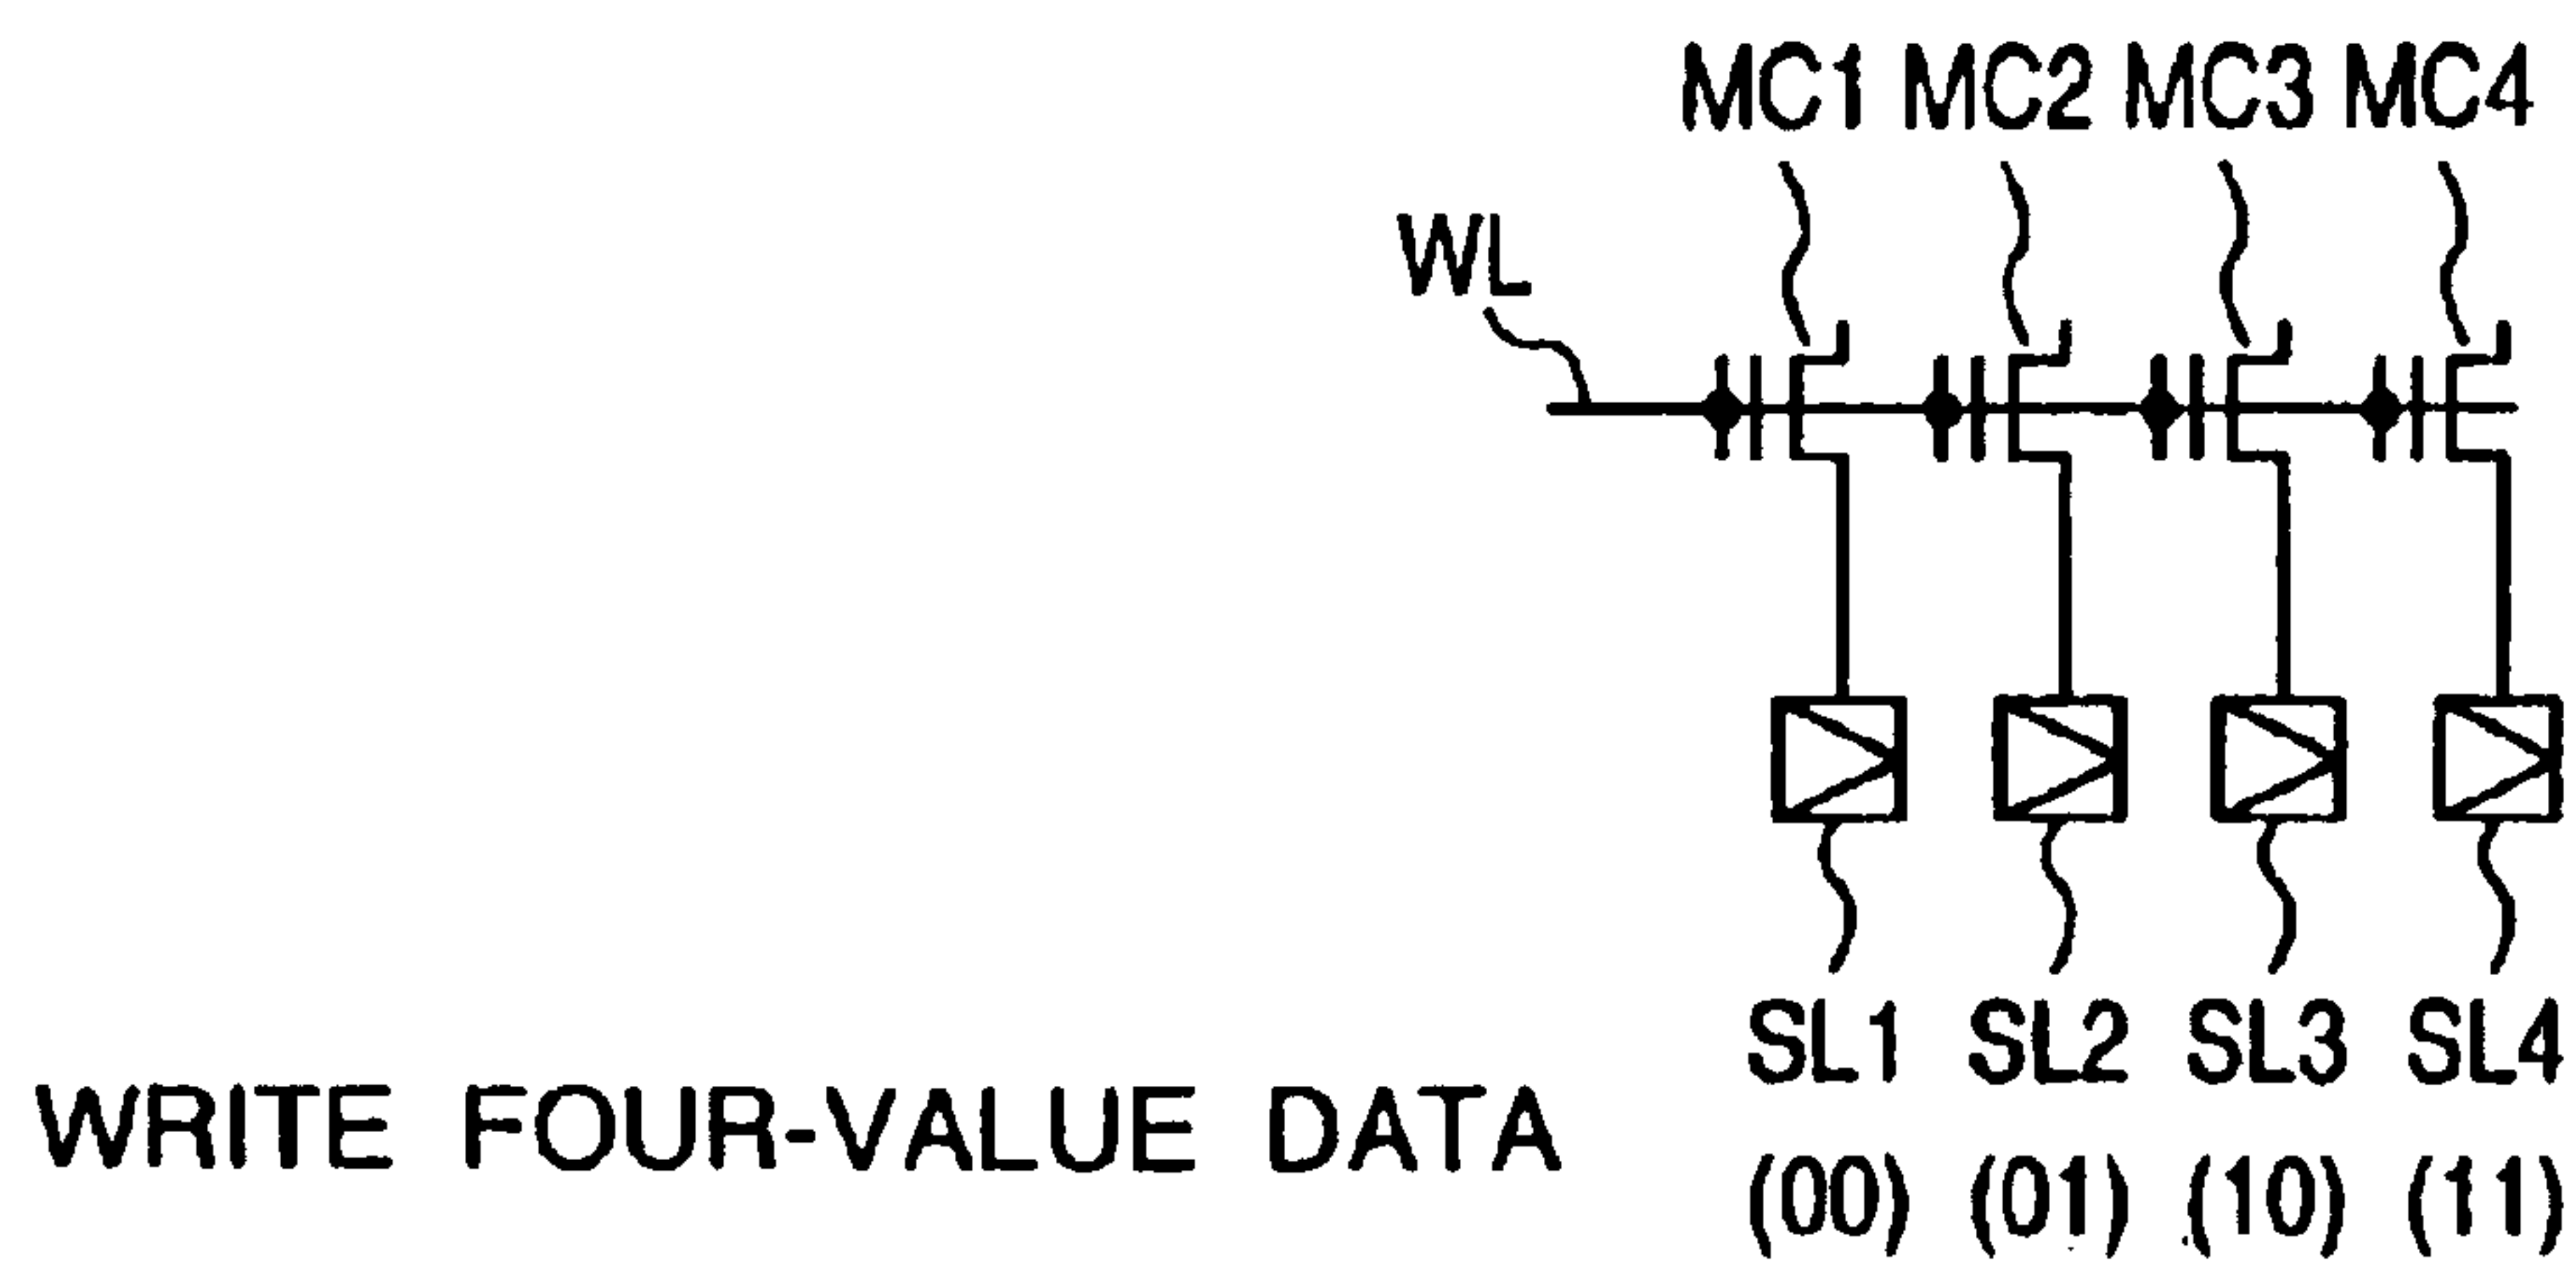 MC1 MC2 MC3 MC4
WL
SL1 SL2 SL3 SL4
WRITE FOUR-VALUE DATA
(00) (01) (10) (11)